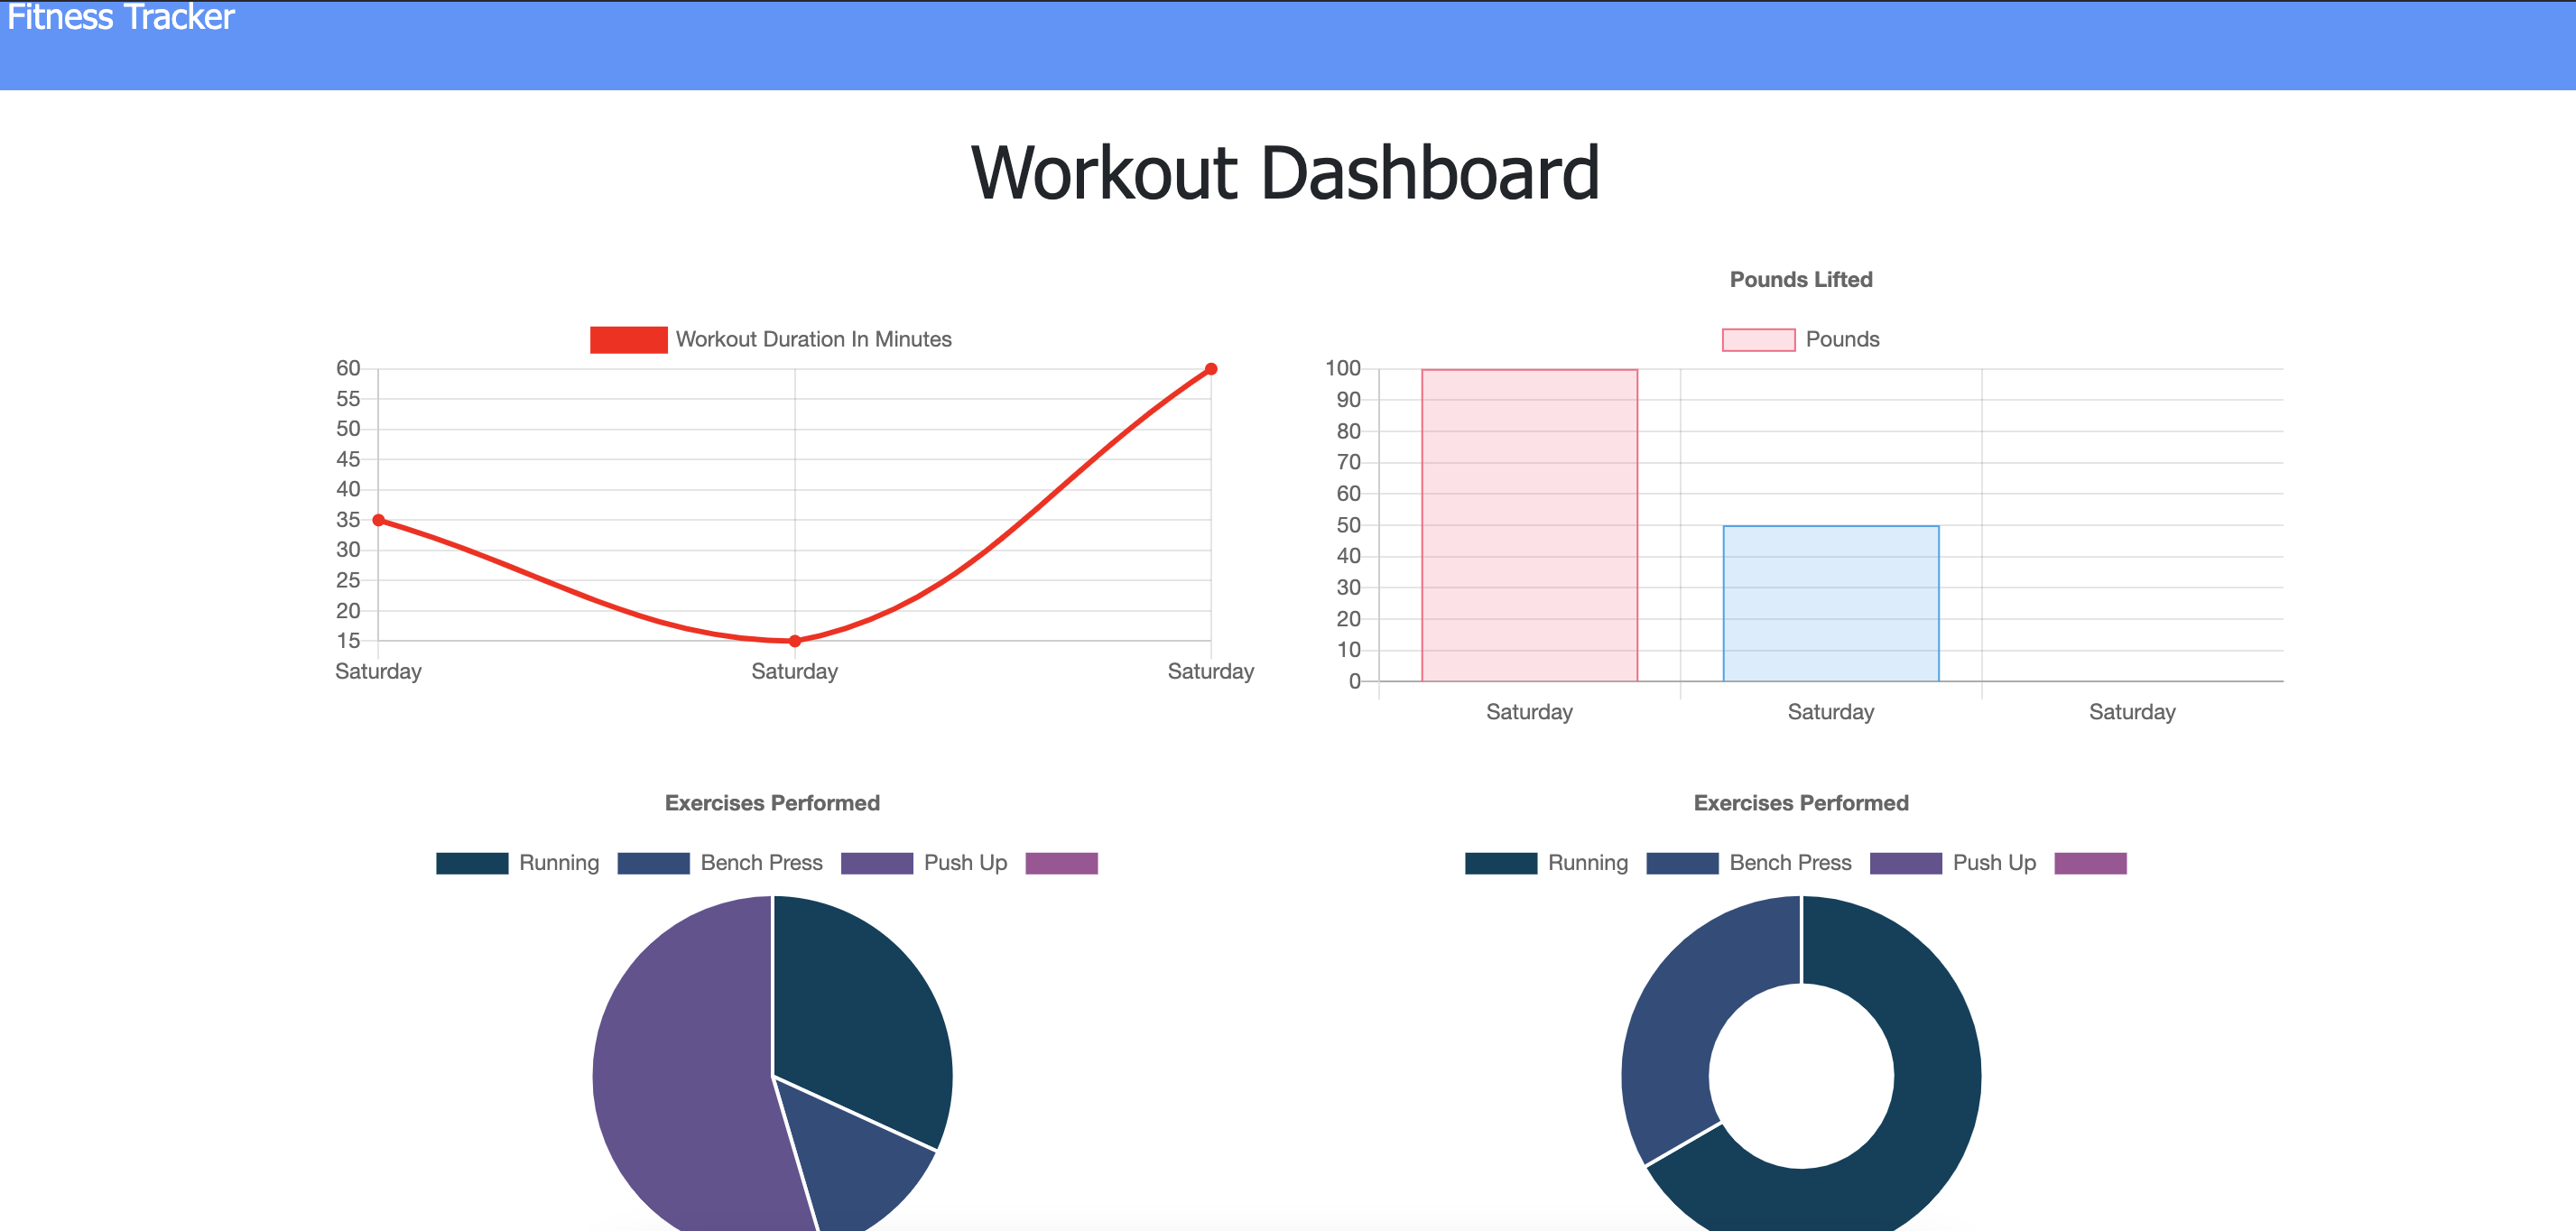 Fitness Tracker
Workout Dashboard
Workout Duration In Minutes
60
55
50
45
40
35
30
25
20
15
Saturday Saturday Saturday
Pounds Lifted
Pounds
100
90
80
70
60
50
40
30
20
10
0
Saturday Saturday Saturday
Exercises Performed
Running Bench Press Push Up
Exercises Performed
Running Bench Press Push Up